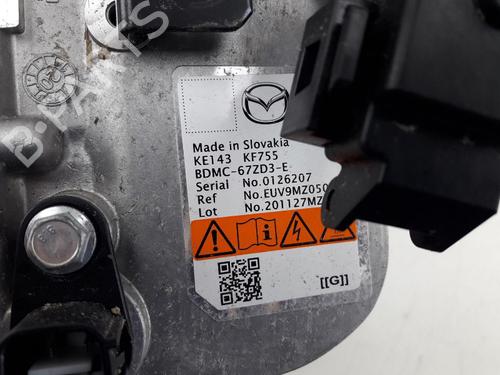 Made in Slovakia
KE143 KF755
BDMC-67ZD3-E
Serial No.0126207
Ref No.EUV9MZ050
Lot No.201127MZ
[[G]]
B-PARTS